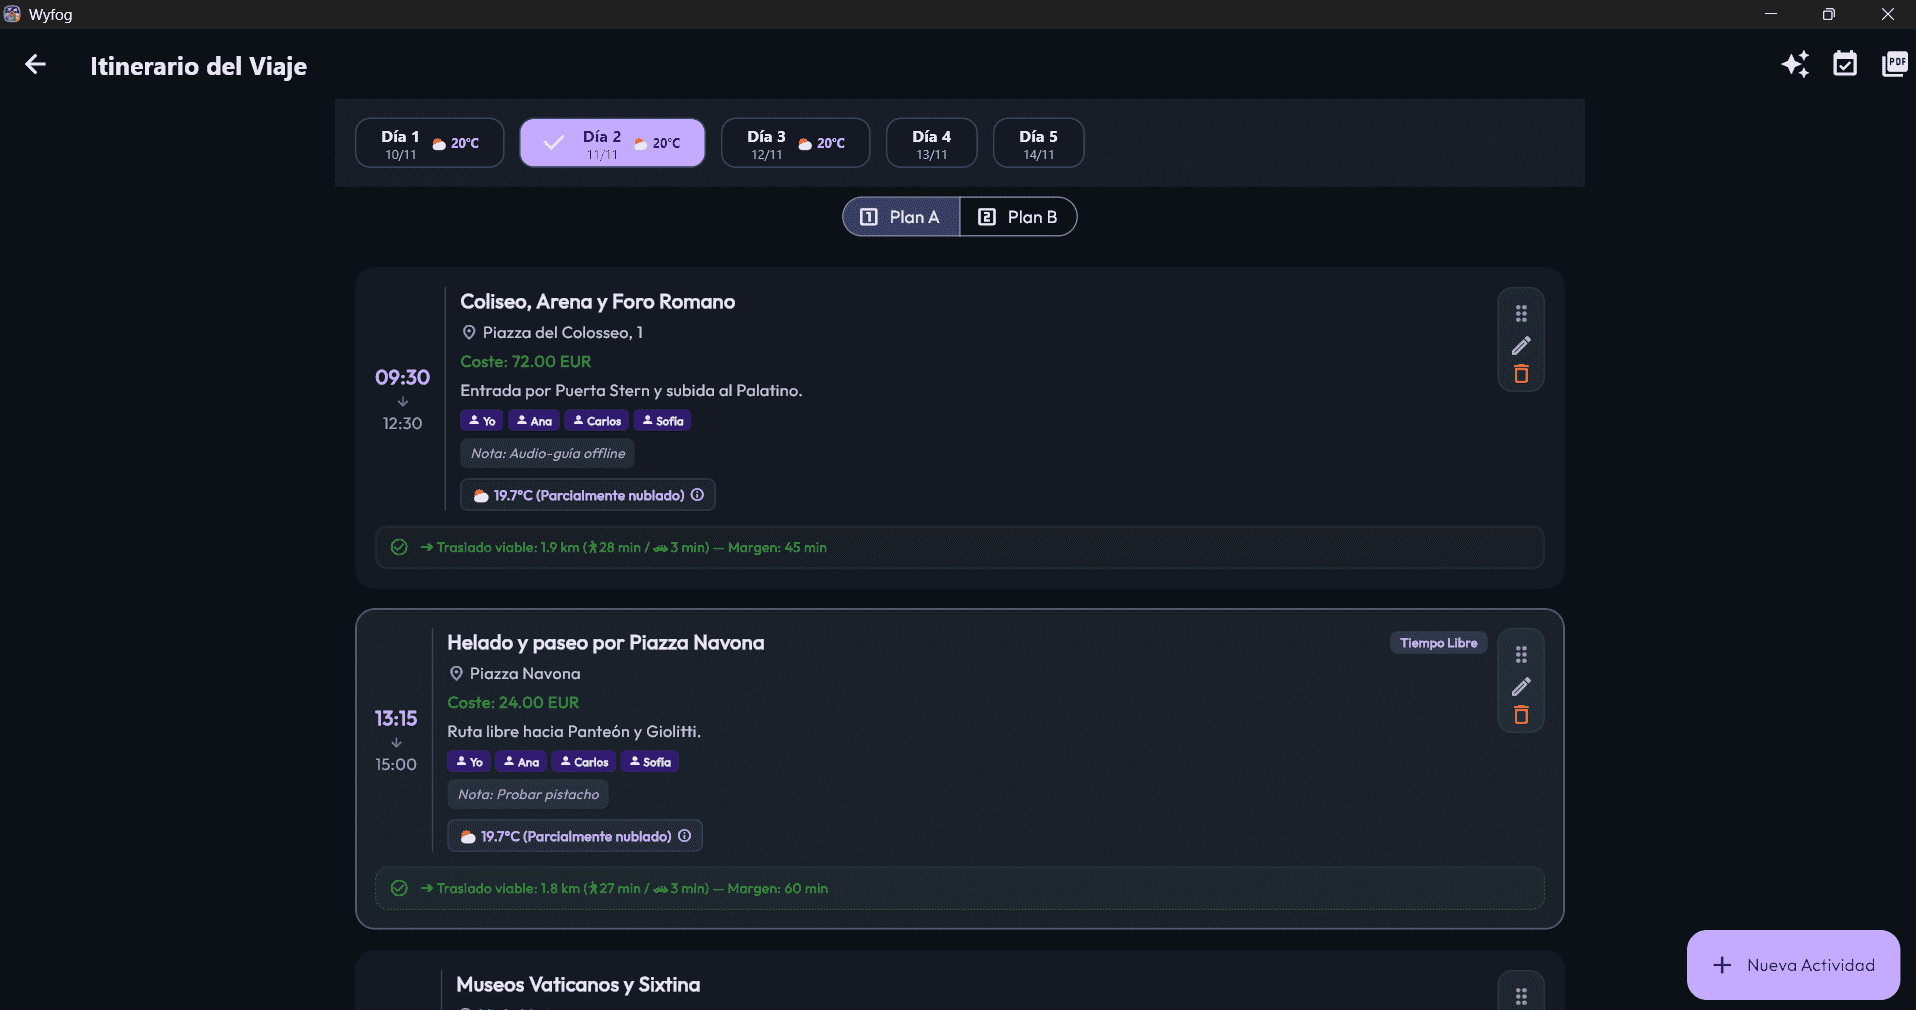 Wyfog
Itinerario del Viaje
PDF
Día 1
10/11
20°C
Día 2
11/11
20°C
Día 3
12/11
20°C
Día 4
13/11
Día 5
14/11
1 Plan A
2 Plan B
Coliseo, Arena y Foro Romano
Piazza del Colosseo, 1
Coste: 72.00 EUR
09:30
↓
12:30
Entrada por Puerta Stern y subida al Palatino.
Yo Ana Carlos Sofía
Nota: Audio-guía offline
19.7°C (Parcialmente nublado)
→ Traslado viable: 1.9 km (🚶28 min / 🚗3 min) — Margen: 45 min
Helado y paseo por Piazza Navona
Tiempo Libre
Piazza Navona
Coste: 24.00 EUR
13:15
↓
15:00
Ruta libre hacia Panteón y Giolitti.
Yo Ana Carlos Sofía
Nota: Probar pistacho
19.7°C (Parcialmente nublado)
→ Traslado viable: 1.8 km (🚶27 min / 🚗3 min) — Margen: 60 min
Museos Vaticanos y Sixtina
+ Nueva Actividad